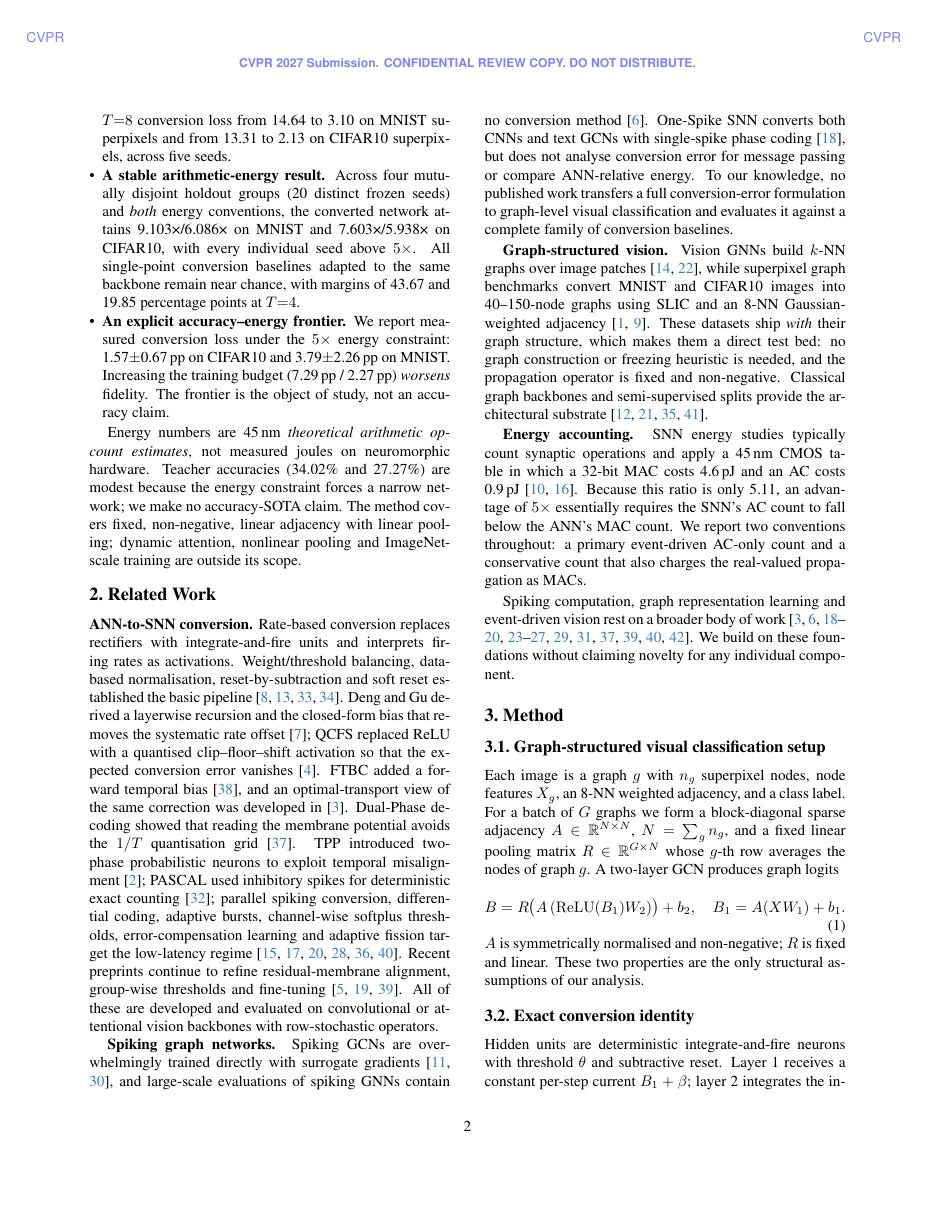 CVPR
CVPR
CVPR 2027 Submission. CONFIDENTIAL REVIEW COPY. DO NOT DISTRIBUTE.
T=8 conversion loss from 14.64 to 3.10 on MNIST su-
perpixels and from 13.31 to 2.13 on CIFAR10 superpix-
els, across five seeds.
• A stable arithmetic-energy result. Across four mutu-
ally disjoint holdout groups (20 distinct frozen seeds)
and both energy conventions, the converted network at-
tains 9.103×/6.086× on MNIST and 7.603×/5.938× on
CIFAR10, with every individual seed above 5×. All
single-point conversion baselines adapted to the same
backbone remain near chance, with margins of 43.67 and
19.85 percentage points at T=4.
• An explicit accuracy–energy frontier. We report mea-
sured conversion loss under the 5× energy constraint:
1.57±0.67 pp on CIFAR10 and 3.79±2.26 pp on MNIST.
Increasing the training budget (7.29 pp / 2.27 pp) worsens
fidelity. The frontier is the object of study, not an accu-
racy claim.
Energy numbers are 45 nm theoretical arithmetic op-
count estimates, not measured joules on neuromorphic
hardware. Teacher accuracies (34.02% and 27.27%) are
modest because the energy constraint forces a narrow net-
work; we make no accuracy-SOTA claim. The method cov-
ers fixed, non-negative, linear adjacency with linear pool-
ing; dynamic attention, nonlinear pooling and ImageNet-
scale training are outside its scope.
2. Related Work
ANN-to-SNN conversion. Rate-based conversion replaces
rectifiers with integrate-and-fire units and interprets fir-
ing rates as activations. Weight/threshold balancing, data-
based normalisation, reset-by-subtraction and soft reset es-
tablished the basic pipeline [8, 13, 33, 34]. Deng and Gu de-
rived a layerwise recursion and the closed-form bias that re-
moves the systematic rate offset [7]; QCFS replaced ReLU
with a quantised clip–floor–shift activation so that the ex-
pected conversion error vanishes [4]. FTBC added a for-
ward temporal bias [38], and an optimal-transport view of
the same correction was developed in [3]. Dual-Phase de-
coding showed that reading the membrane potential avoids
the 1/T quantisation grid [37]. TPP introduced two-
phase probabilistic neurons to exploit temporal misalign-
ment [2]; PASCAL used inhibitory spikes for deterministic
exact counting [32]; parallel spiking conversion, differen-
tial coding, adaptive bursts, channel-wise softplus thresh-
olds, error-compensation learning and adaptive fission tar-
get the low-latency regime [15, 17, 20, 28, 36, 40]. Recent
preprints continue to refine residual-membrane alignment,
group-wise thresholds and fine-tuning [5, 19, 39]. All of
these are developed and evaluated on convolutional or at-
tentional vision backbones with row-stochastic operators.
Spiking graph networks. Spiking GCNs are over-
whelmingly trained directly with surrogate gradients [11,
30], and large-scale evaluations of spiking GNNs contain
no conversion method [6]. One-Spike SNN converts both
CNNs and text GCNs with single-spike phase coding [18],
but does not analyse conversion error for message passing
or compare ANN-relative energy. To our knowledge, no
published work transfers a full conversion-error formulation
to graph-level visual classification and evaluates it against a
complete family of conversion baselines.
Graph-structured vision. Vision GNNs build k-NN
graphs over image patches [14, 22], while superpixel graph
benchmarks convert MNIST and CIFAR10 images into
40–150-node graphs using SLIC and an 8-NN Gaussian-
weighted adjacency [1, 9]. These datasets ship with their
graph structure, which makes them a direct test bed: no
graph construction or freezing heuristic is needed, and the
propagation operator is fixed and non-negative. Classical
graph backbones and semi-supervised splits provide the ar-
chitectural substrate [12, 21, 35, 41].
Energy accounting. SNN energy studies typically
count synaptic operations and apply a 45 nm CMOS ta-
ble in which a 32-bit MAC costs 4.6 pJ and an AC costs
0.9 pJ [10, 16]. Because this ratio is only 5.11, an advan-
tage of 5× essentially requires the SNN's AC count to fall
below the ANN's MAC count. We report two conventions
throughout: a primary event-driven AC-only count and a
conservative count that also charges the real-valued propa-
gation as MACs.
Spiking computation, graph representation learning and
event-driven vision rest on a broader body of work [3, 6, 18–
20, 23–27, 29, 31, 37, 39, 40, 42]. We build on these foun-
dations without claiming novelty for any individual compo-
nent.
3. Method
3.1. Graph-structured visual classification setup
Each image is a graph g with n_g superpixel nodes, node
features X_g, an 8-NN weighted adjacency, and a class label.
For a batch of G graphs we form a block-diagonal sparse
adjacency A ∈ ℝ^{N×N}, N = ∑_g n_g, and a fixed linear
pooling matrix R ∈ ℝ^{G×N} whose g-th row averages the
nodes of graph g. A two-layer GCN produces graph logits
B = R(A (ReLU(B_1)W_2)) + b_2, B_1 = A(XW_1) + b_1.
(1)
A is symmetrically normalised and non-negative; R is fixed
and linear. These two properties are the only structural as-
sumptions of our analysis.
3.2. Exact conversion identity
Hidden units are deterministic integrate-and-fire neurons
with threshold θ and subtractive reset. Layer 1 receives a
constant per-step current B_1 + β; layer 2 integrates the in-
2